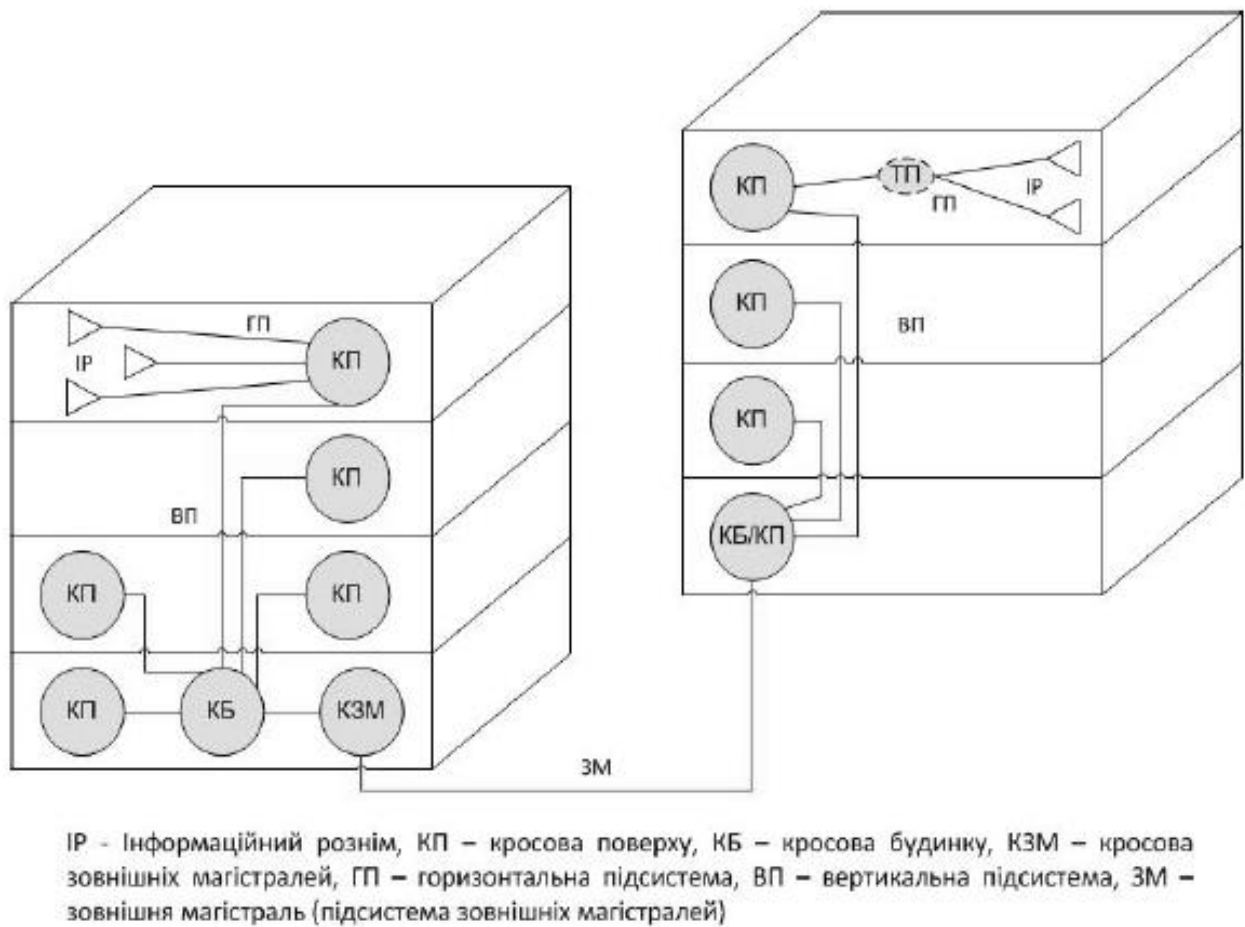 КП
ТП
ІР
ГП
КП
ВП
ГП
ІР
КП
КП
КП
ВП
КБ/КП
КП
КП
КП
КБ
КЗМ
ЗМ
ІР - Інформаційний рознім, КП – кросова поверху, КБ – кросова будинку, КЗМ – кросова
зовнішніх магістралей, ГП – горизонтальна підсистема, ВП – вертикальна підсистема, ЗМ –
зовнішня магістраль (підсистема зовнішніх магістралей)